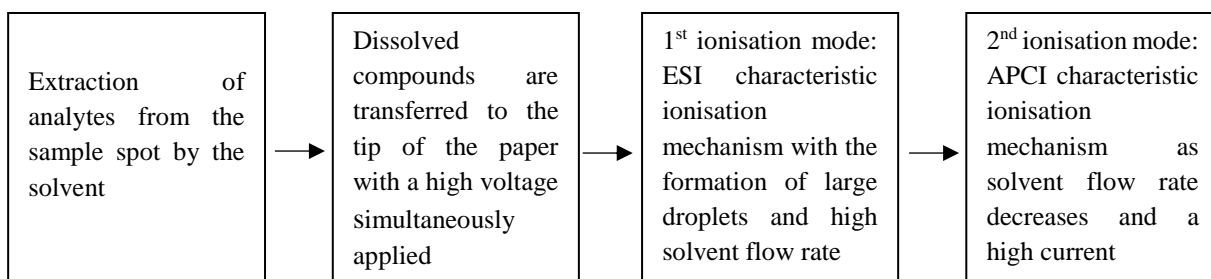 Extraction of
analytes from the
sample spot by the
solvent
Dissolved
compounds are
transferred to the
tip of the paper
with a high voltage
simultaneously
applied
1st ionisation mode:
ESI characteristic
ionisation
mechanism with the
formation of large
droplets and high
solvent flow rate
2nd ionisation mode:
APCI characteristic
ionisation
mechanism as
solvent flow rate
decreases and a
high current